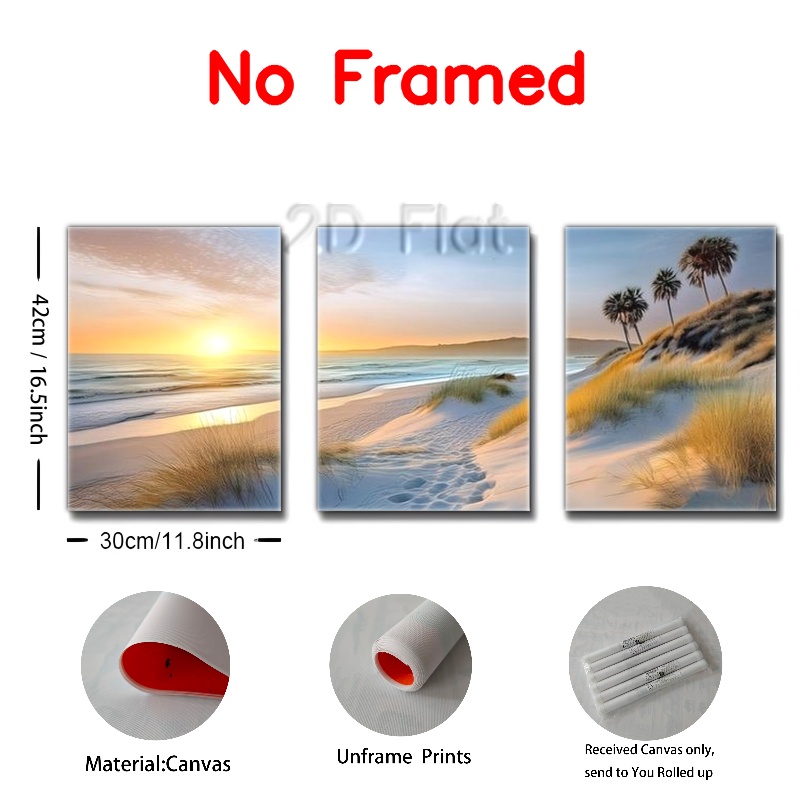 No Framed
2D Flat
42cm / 16.5inch
30cm/11.8inch
Material:Canvas
Unframe Prints
Received Canvas only,
send to You Rolled up